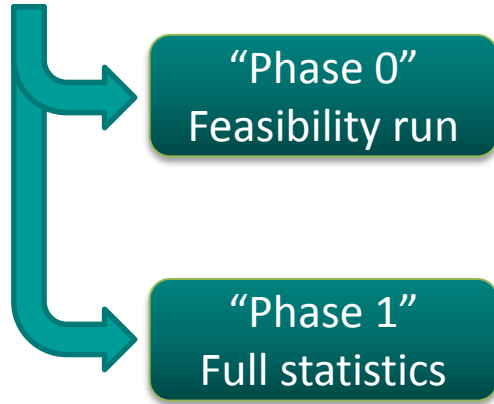 “Phase 0”
Feasibility run
“Phase 1”
Full statistics